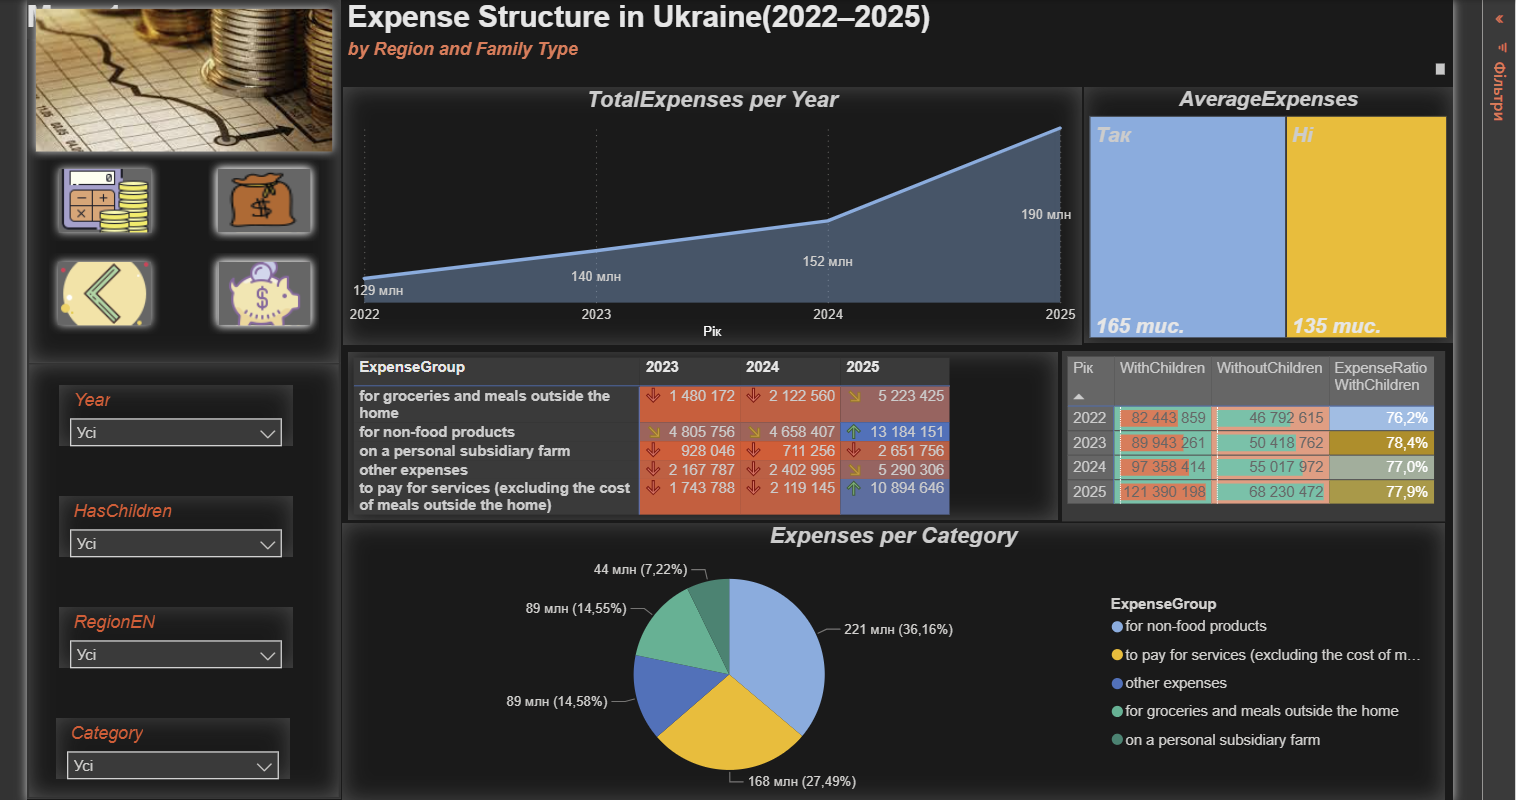 Expense Structure in Ukraine(2022–2025)
by Region and Family Type
Фільтри
0
Year
Усі
HasChildren
Усі
RegionEN
Усі
Category
Усі
TotalExpenses per Year
129 млн
140 млн
152 млн
190 млн
2022 2023 2024 2025
Рік
AverageExpenses
Так Ні
165 тис. 135 тис.
ExpenseGroup 2023 2024 2025
for groceries and meals outside the
home 1 480 172 2 122 560 5 223 425
for non-food products 4 805 756 4 658 407 13 184 151
on a personal subsidiary farm 928 046 711 256 2 651 756
other expenses 2 167 787 2 402 995 5 290 306
to pay for services (excluding the cost
of meals outside the home) 1 743 788 2 119 145 10 894 646
Рік WithChildren WithoutChildren ExpenseRatio
WithChildren
2022 82 443 859 46 792 615 76,2%
2023 89 943 261 50 418 762 78,4%
2024 97 358 414 55 017 972 77,0%
2025 121 390 198 68 230 472 77,9%
Expenses per Category
44 млн (7,22%)
89 млн (14,55%)
221 млн (36,16%)
89 млн (14,58%)
168 млн (27,49%)
ExpenseGroup
for non-food products
to pay for services (excluding the cost of m...
other expenses
for groceries and meals outside the home
on a personal subsidiary farm